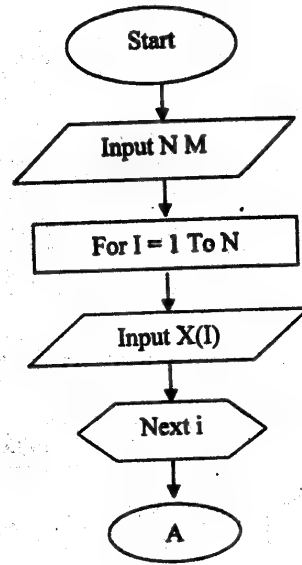 Start
Input N M
For I = 1 To N
Input X(I)
Next i
A